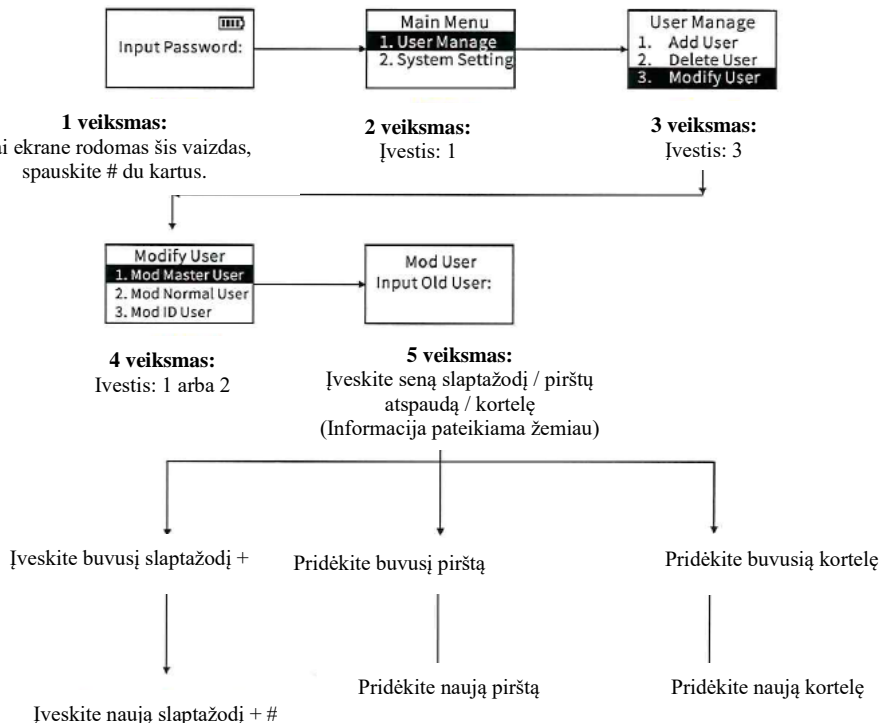 Input Password:
Main Menu
1. User Manage
2. System Setting
User Manage
1. Add User
2. Delete User
3. Modify User
1 veiksmas:
ekrane rodomas šis vaizdas,
spauskite # du kartus.
2 veiksmas:
Įvestis: 1
3 veiksmas:
Įvestis: 3
Modify User
1. Mod Master User
2. Mod Normal User
3. Mod ID User
Mod User
Input Old User:
4 veiksmas:
Ivestis: 1 arba 2
5 veiksmas:
Įveskite seną slaptažodį / pirštų
atspaudą / kortelę
(Informacija pateikiama žemiau)
Įveskite buvusį slaptažodį +
Pridėkite buvusį pirštą
Pridėkite buvusią kortelę
Įveskite naują slaptažodį + #
Pridėkite naują pirštą
Pridėkite naują kortelę